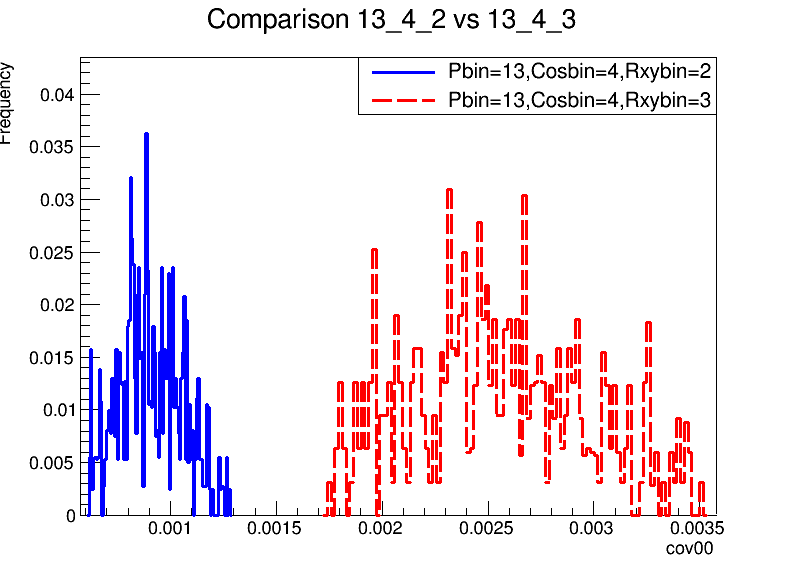 Comparison 13_4_2 vs 13_4_3
Pbin=13,Cosbin=4,Rxybin=2
Pbin=13,Cosbin=4,Rxybin=3
Frequency
0.04
0.035
0.03
0.025
0.02
0.015
0.01
0.005
0
0.001 0.0015 0.002 0.0025 0.003 0.0035
cov00